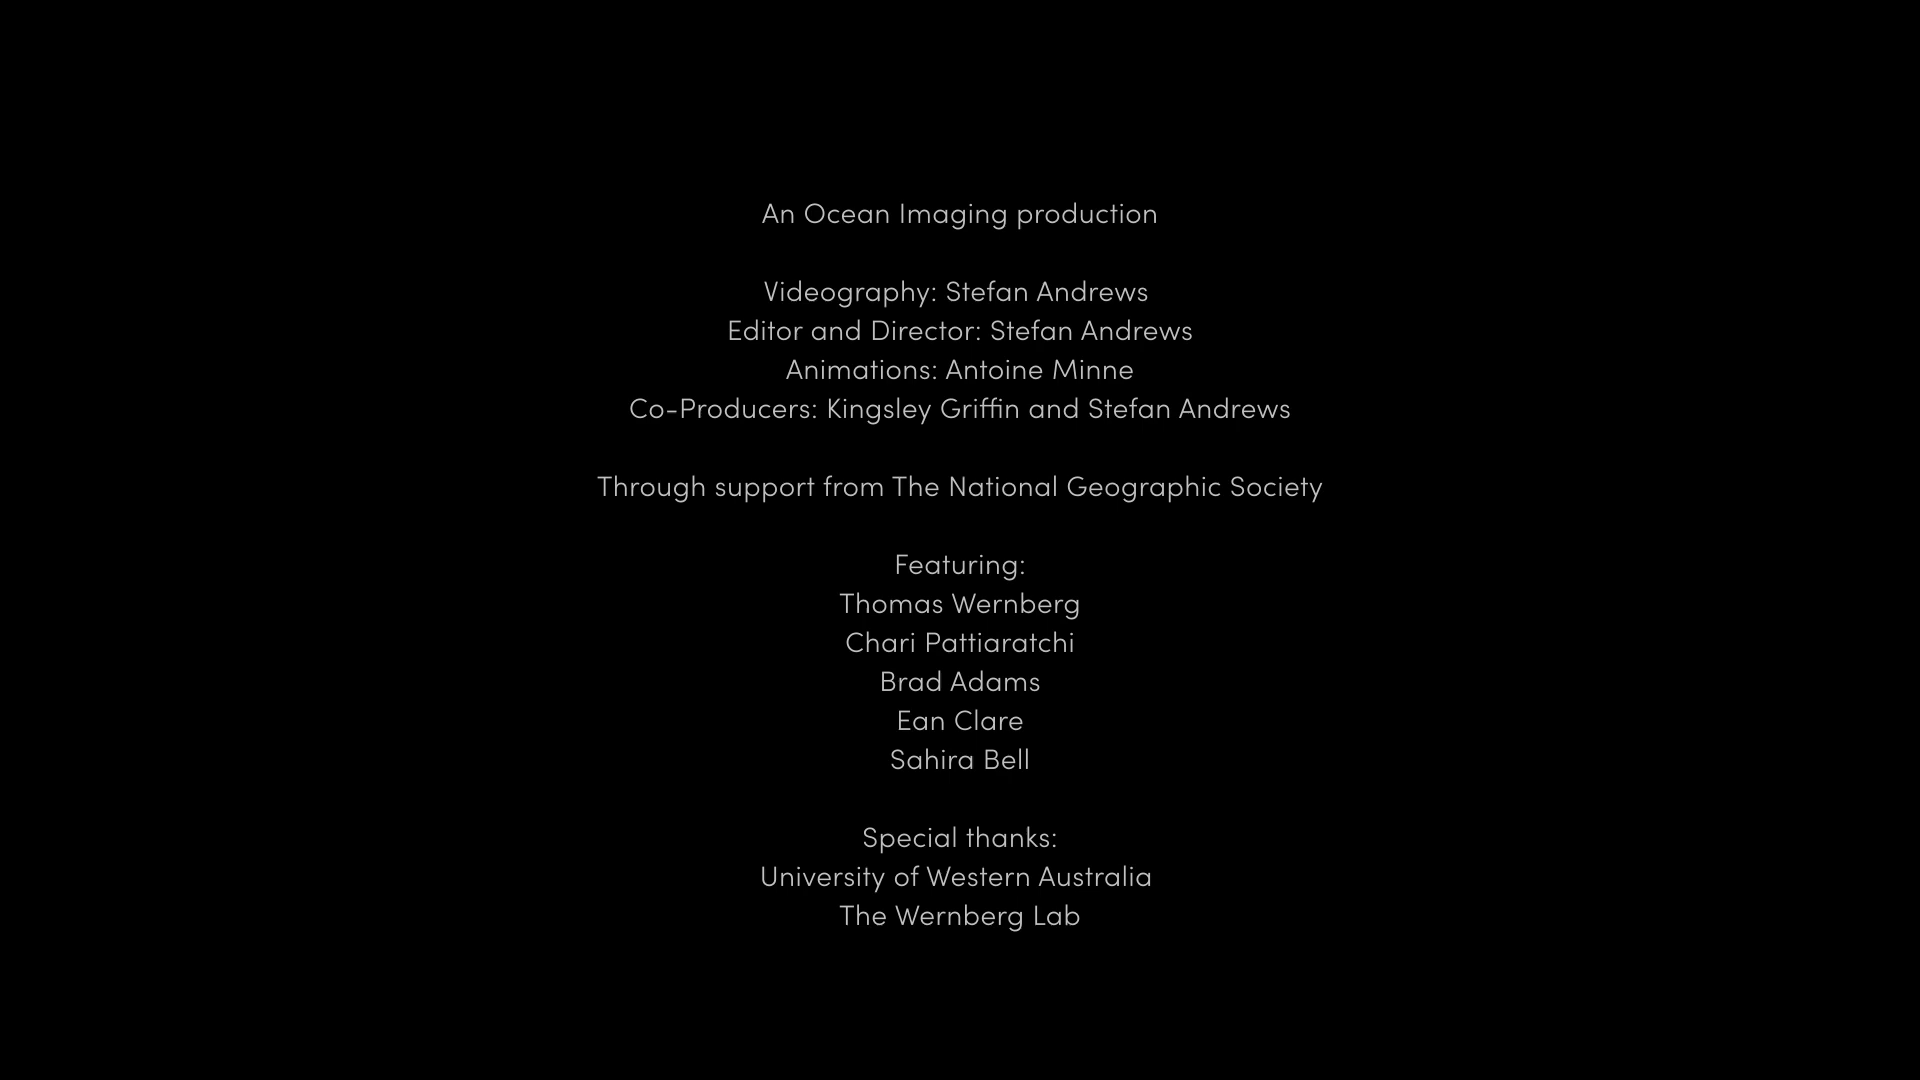 An Ocean Imaging production
Videography: Stefan Andrews
Editor and Director: Stefan Andrews
Animations: Antoine Minne
Co-Producers: Kingsley Griffin and Stefan Andrews
Through support from The National Geographic Society
Featuring:
Thomas Wernberg
Chari Pattiaratchi
Brad Adams
Ean Clare
Sahira Bell
Special thanks:
University of Western Australia
The Wernberg Lab